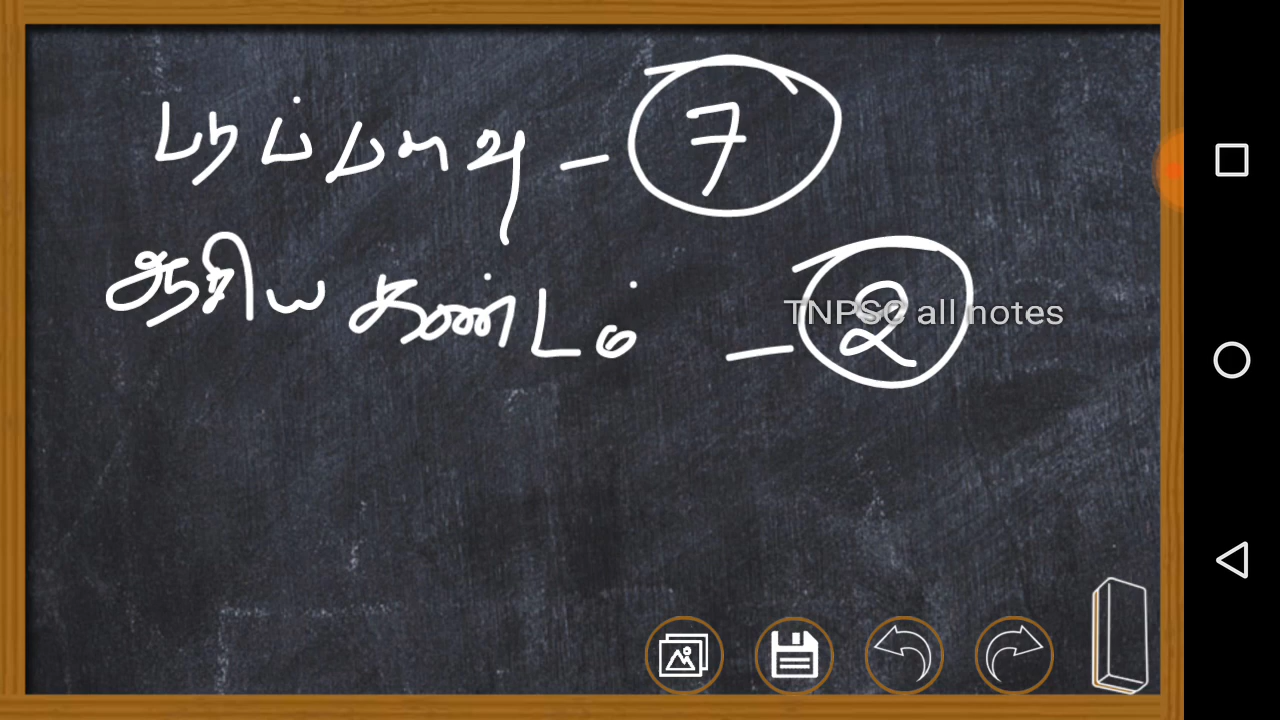 பரப்பளவு - 7
ஆசிய கண்டம் - 2
TNPSC all notes